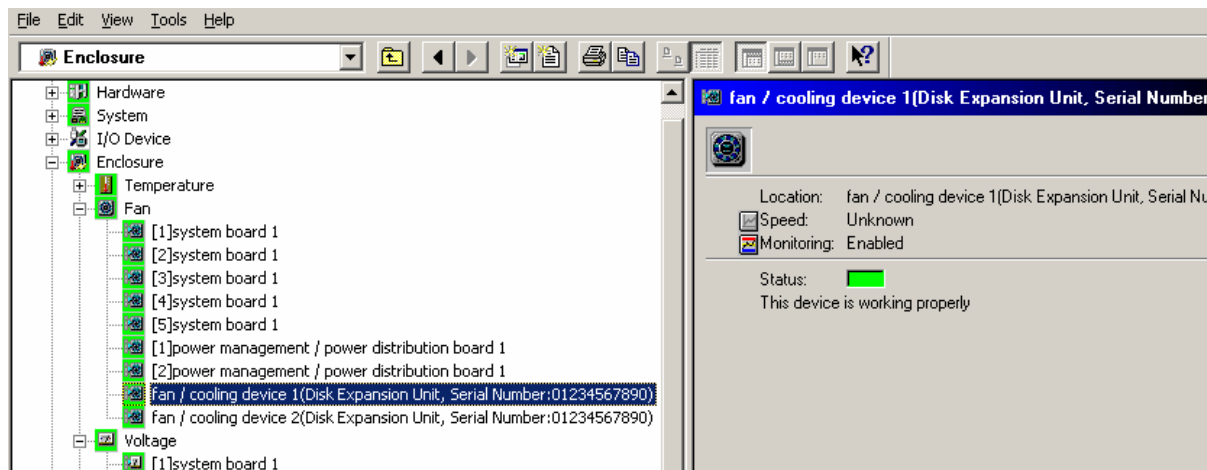 File Edit View Tools Help
Enclosure
Hardware
System
I/O Device
Enclosure
Temperature
Fan
[1]system board 1
[2]system board 1
[3]system board 1
[4]system board 1
[5]system board 1
[1]power management / power distribution board 1
[2]power management / power distribution board 1
fan / cooling device 1(Disk Expansion Unit, Serial Number:01234567890)
fan / cooling device 2(Disk Expansion Unit, Serial Number:01234567890)
Voltage
[1]system board 1
fan / cooling device 1(Disk Expansion Unit, Serial Number
Location: fan / cooling device 1(Disk Expansion Unit, Serial Nu
Speed: Unknown
Monitoring: Enabled
Status:
This device is working properly